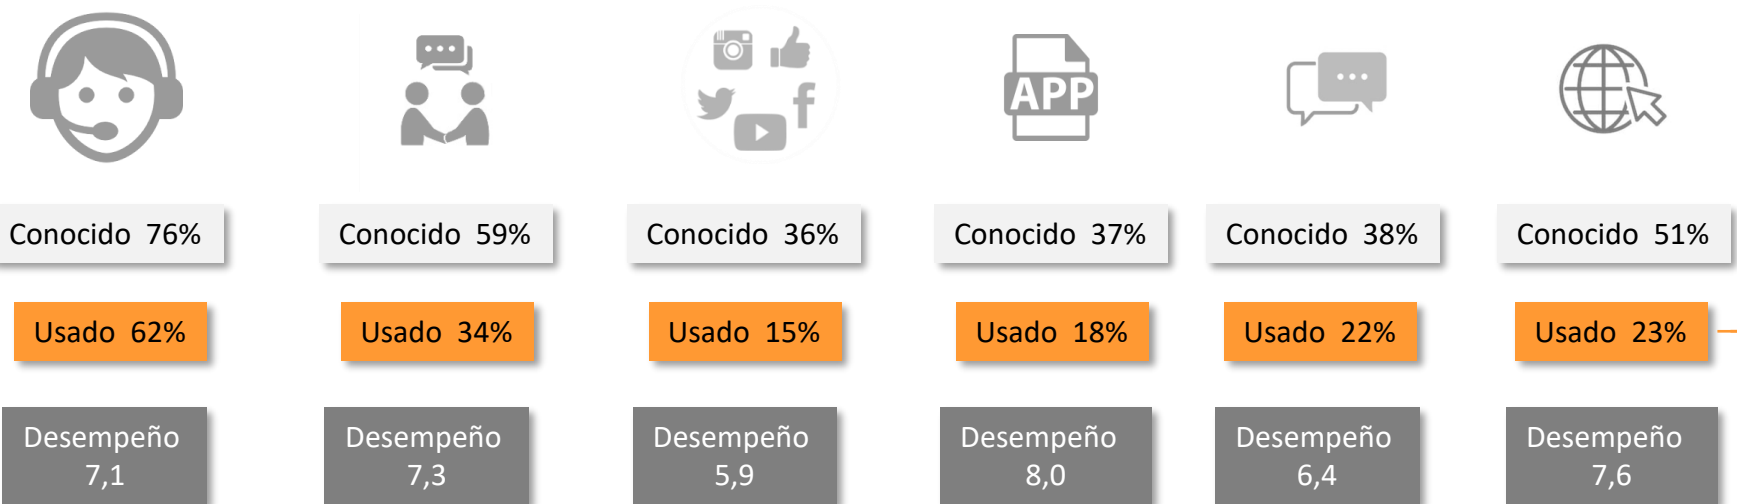 APP
Conocido 76%
Conocido 59%
Conocido 36%
Conocido 37%
Conocido 38%
Conocido 51%
Usado 62%
Usado 34%
Usado 15%
Usado 18%
Usado 22%
Usado 23%
Desempeño
7,1
Desempeño
7,3
Desempeño
5,9
Desempeño
8,0
Desempeño
6,4
Desempeño
7,6